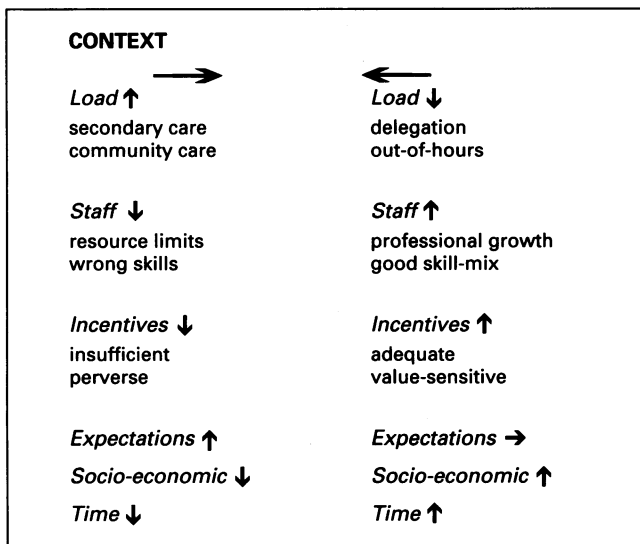 CONTEXT
Load ↑
secondary care
community care
Staff ↓
resource limits
wrong skills
Incentives ↓
insufficient
perverse
Expectations ↑
Socio-economic ↓
Time ↓
Load ↓
delegation
out-of-hours
Staff ↑
professional growth
good skill-mix
Incentives ↑
adequate
value-sensitive
Expectations →
Socio-economic ↑
Time ↑